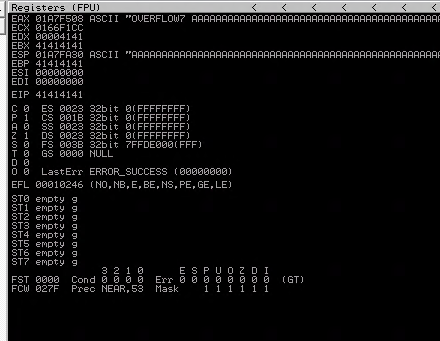 Registers (FPU) < < < < < <
EAX 01A7F508 ASCII "OVERFLOW7 AAAAAAAAAAAAAAAAAAAAAAAAAAAAAAAAAA
ECX 0166F1CC
EDX 00004141
EBX 41414141
ESP 01A7FA30 ASCII "AAAAAAAAAAAAAAAAAAAAAAAAAAAAAAAAAAAAAAAAAAAA
EBP 41414141
ESI 00000000
EDI 00000000
EIP 41414141
C 0 ES 0023 32bit 0(FFFFFFFF)
P 1 CS 001B 32bit 0(FFFFFFFF)
A 0 SS 0023 32bit 0(FFFFFFFF)
Z 1 DS 0023 32bit 0(FFFFFFFF)
S 0 FS 003B 32bit 7FFDE000(FFF)
T 0 GS 0000 NULL
D 0
O 0 LastErr ERROR_SUCCESS (00000000)
EFL 00010246 (NO,NB,E,BE,NS,PE,GE,LE)
ST0 empty g
ST1 empty g
ST2 empty g
ST3 empty g
ST4 empty g
ST5 empty g
ST6 empty g
ST7 empty g
3 2 1 0 E S P U O Z D I
FST 0000 Cond 0 0 0 0 Err 0 0 0 0 0 0 0 0 (GT)
FCW 027F Prec NEAR,53 Mask 1 1 1 1 1 1